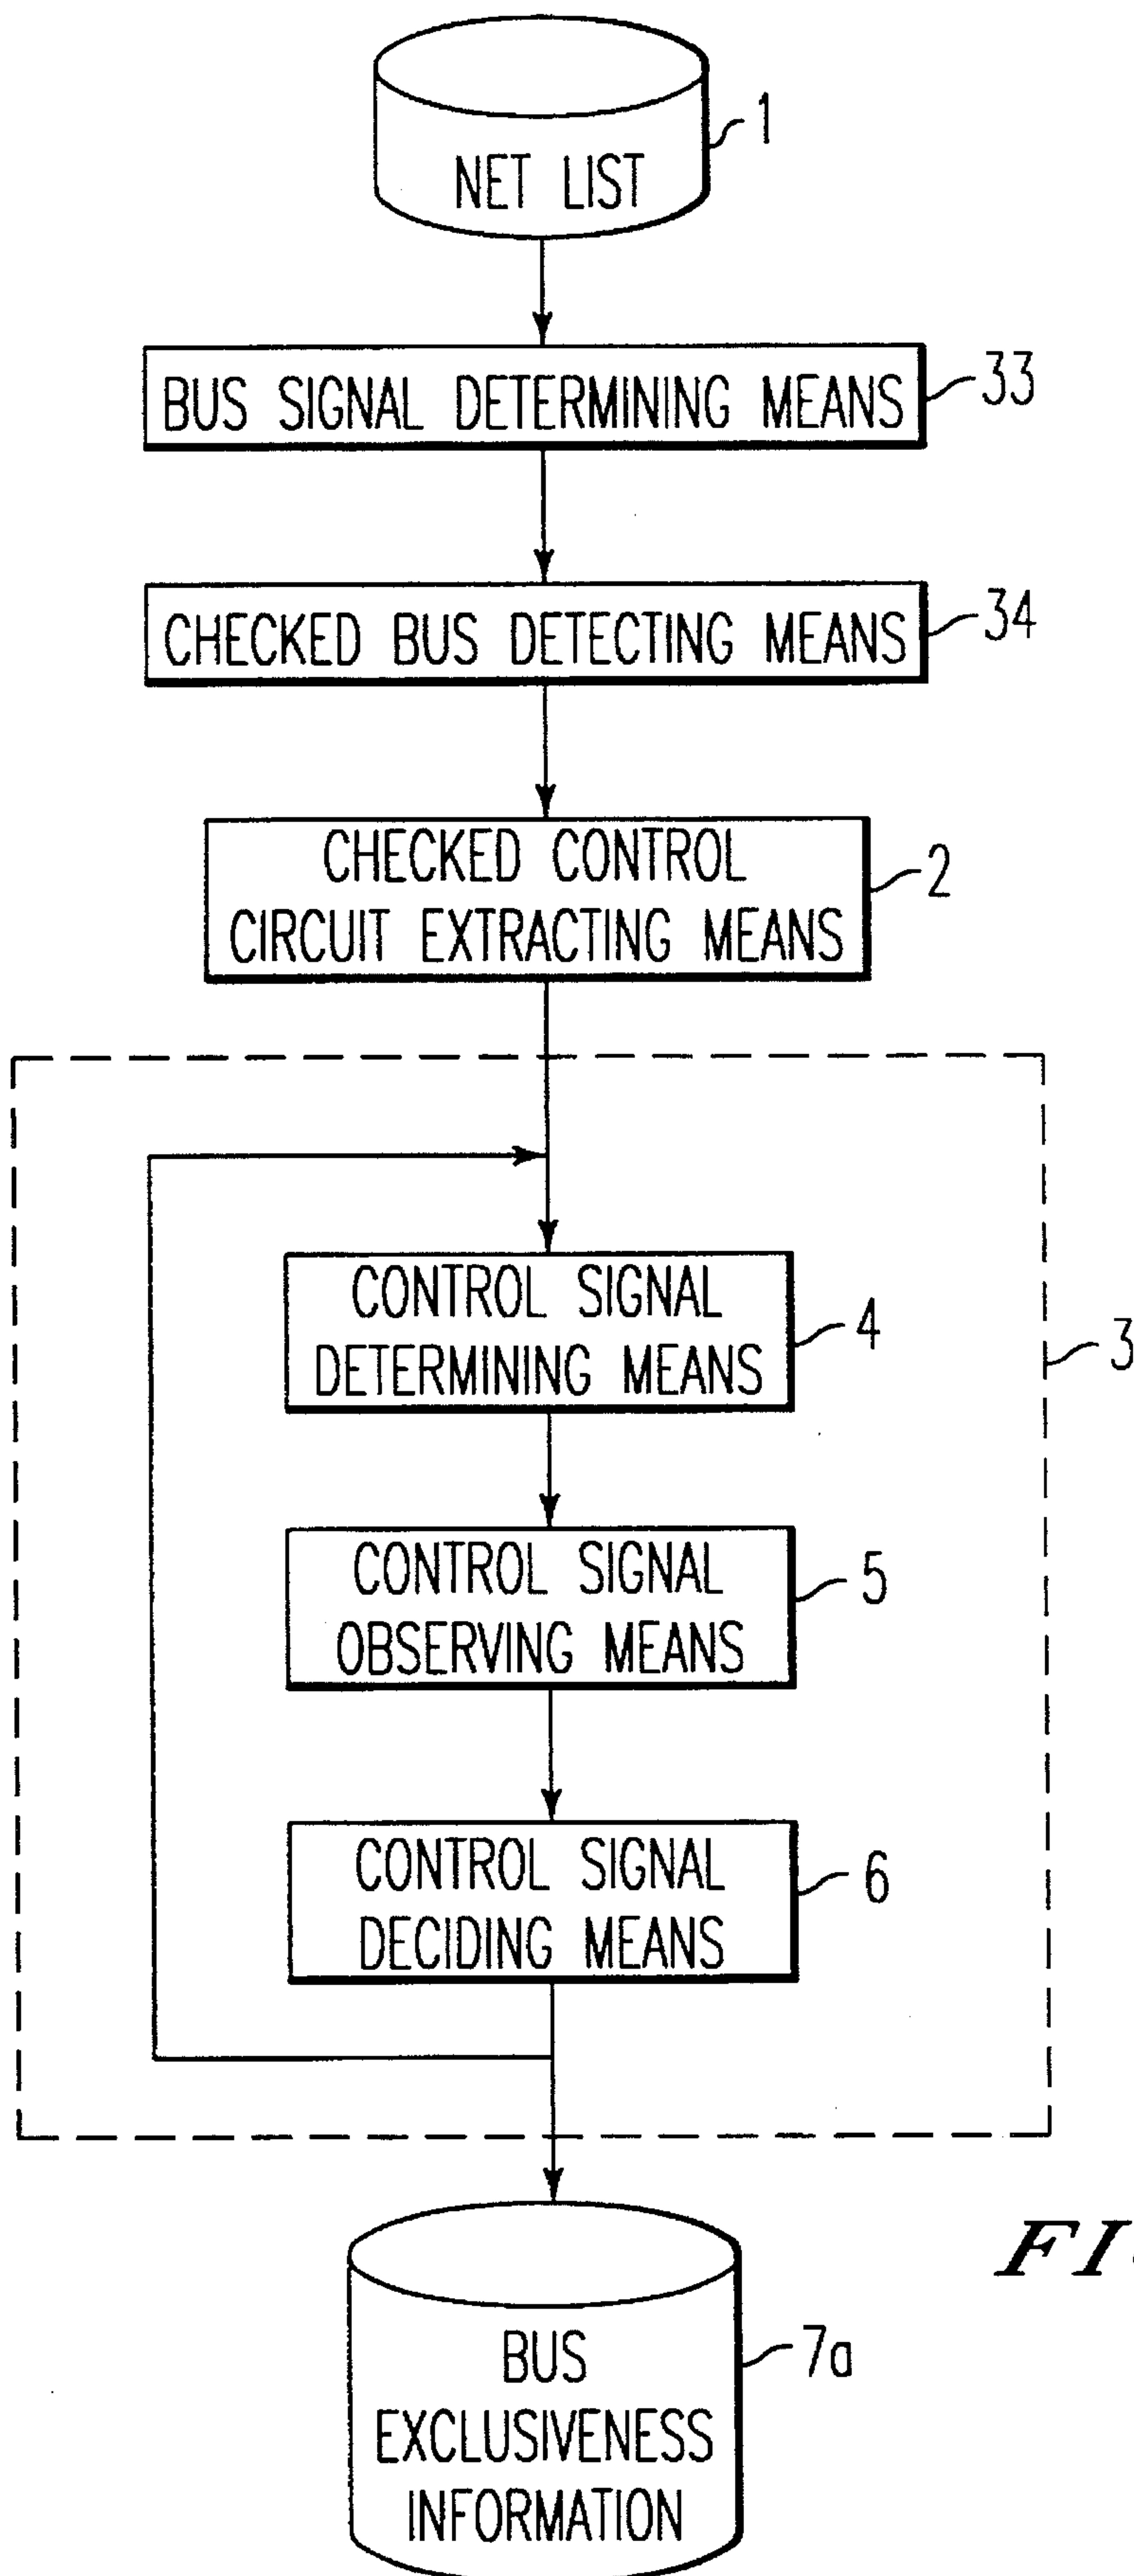 NET LIST
1
BUS SIGNAL DETERMINING MEANS
33
CHECKED BUS DETECTING MEANS
34
CHECKED CONTROL
CIRCUIT EXTRACTING MEANS
2
3
CONTROL SIGNAL
DETERMINING MEANS
4
CONTROL SIGNAL
OBSERVING MEANS
5
CONTROL SIGNAL
DECIDING MEANS
6
BUS
EXCLUSIVENESS
INFORMATION
7a